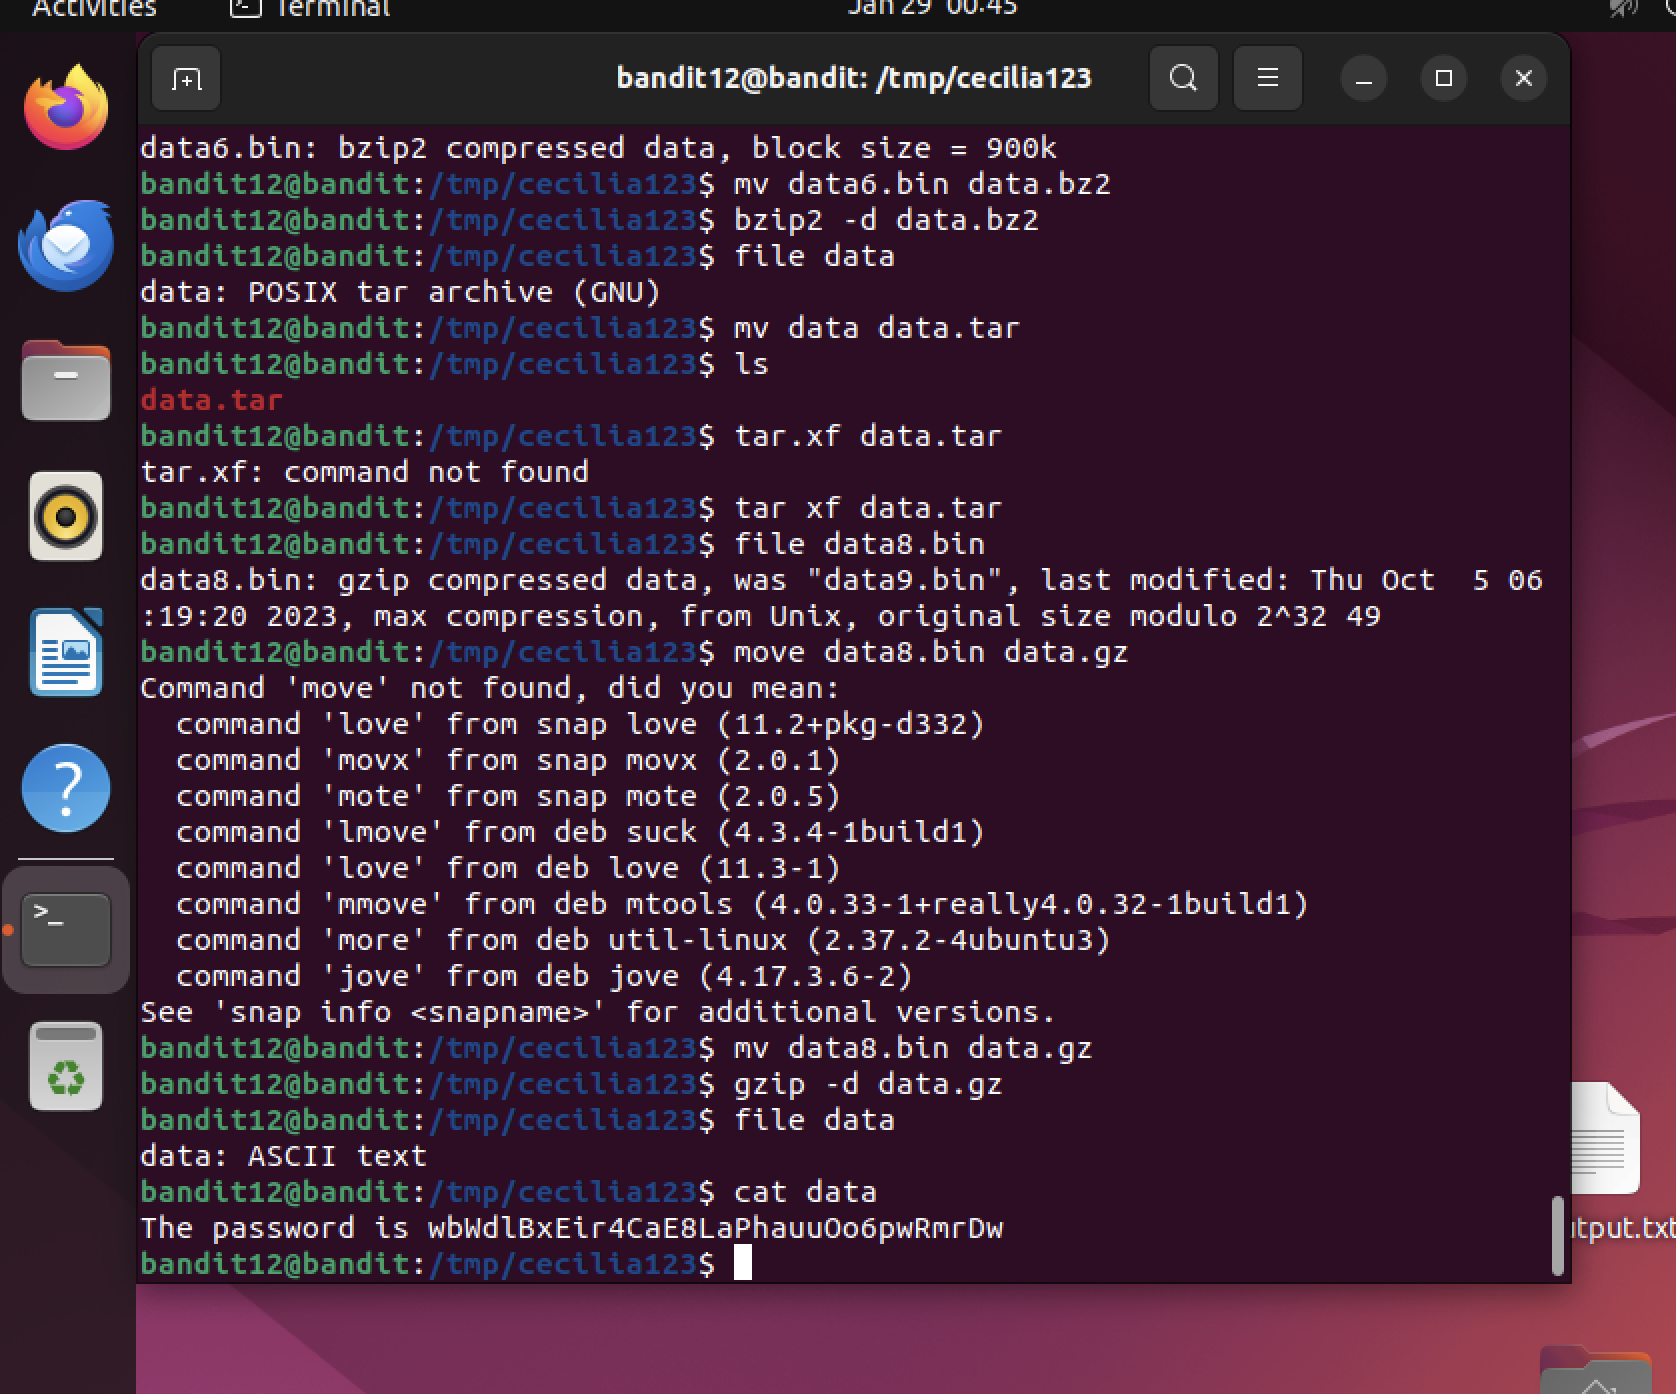 Activities
Terminal
Jan 29 00:45
bandit12@bandit: /tmp/cecilia123
data6.bin: bzip2 compressed data, block size = 900k
bandit12@bandit:/tmp/cecilia123$ mv data6.bin data.bz2
bandit12@bandit:/tmp/cecilia123$ bzip2 -d data.bz2
bandit12@bandit:/tmp/cecilia123$ file data
data: POSIX tar archive (GNU)
bandit12@bandit:/tmp/cecilia123$ mv data data.tar
bandit12@bandit:/tmp/cecilia123$ ls
data.tar
bandit12@bandit:/tmp/cecilia123$ tar.xf data.tar
tar.xf: command not found
bandit12@bandit:/tmp/cecilia123$ tar xf data.tar
bandit12@bandit:/tmp/cecilia123$ file data8.bin
data8.bin: gzip compressed data, was "data9.bin", last modified: Thu Oct  5 06
:19:20 2023, max compression, from Unix, original size modulo 2^32 49
bandit12@bandit:/tmp/cecilia123$ move data8.bin data.gz
Command 'move' not found, did you mean:
  command 'love' from snap love (11.2+pkg-d332)
  command 'movx' from snap movx (2.0.1)
  command 'mote' from snap mote (2.0.5)
  command 'lmove' from deb suck (4.3.4-1build1)
  command 'love' from deb love (11.3-1)
  command 'mmove' from deb mtools (4.0.33-1+really4.0.32-1build1)
  command 'more' from deb util-linux (2.37.2-4ubuntu3)
  command 'jove' from deb jove (4.17.3.6-2)
See 'snap info <snapname>' for additional versions.
bandit12@bandit:/tmp/cecilia123$ mv data8.bin data.gz
bandit12@bandit:/tmp/cecilia123$ gzip -d data.gz
bandit12@bandit:/tmp/cecilia123$ file data
data: ASCII text
bandit12@bandit:/tmp/cecilia123$ cat data
The password is wbWdlBxEir4CaE8LaPhauuOo6pwRmrDw
bandit12@bandit:/tmp/cecilia123$
tput.txt